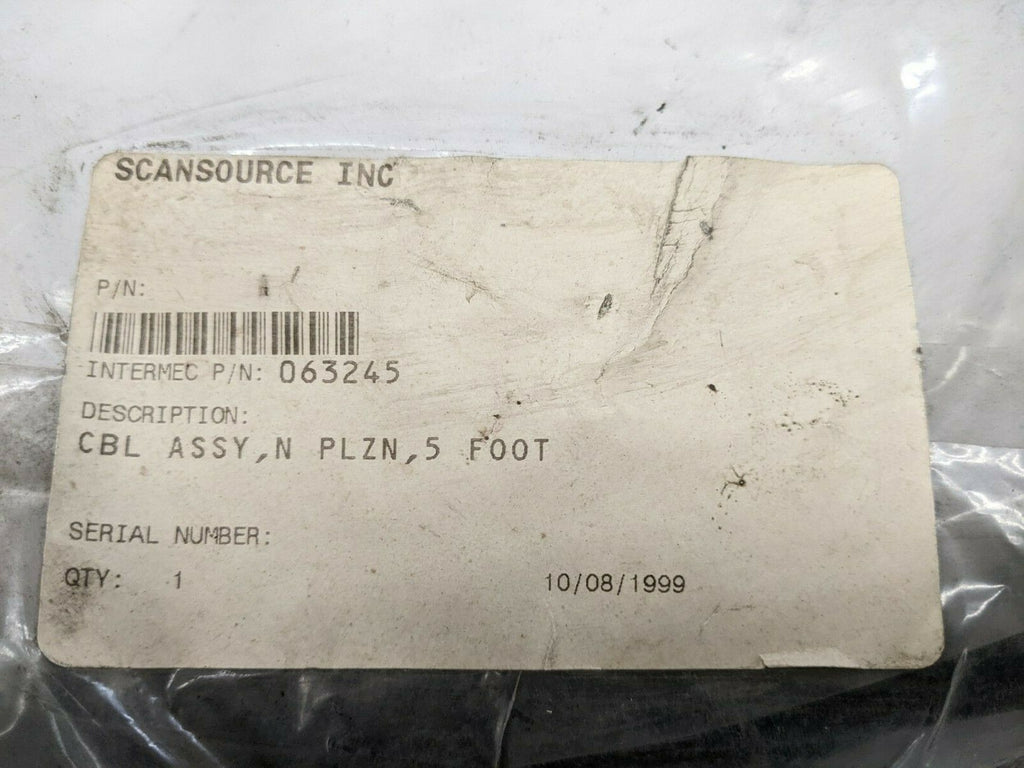 SCANSOURCE INC
P/N:
INTERMEC P/N: 063245
DESCRIPTION:
CBL ASSY,N PLZN,5 FOOT
SERIAL NUMBER:
QTY: 1 10/08/1999